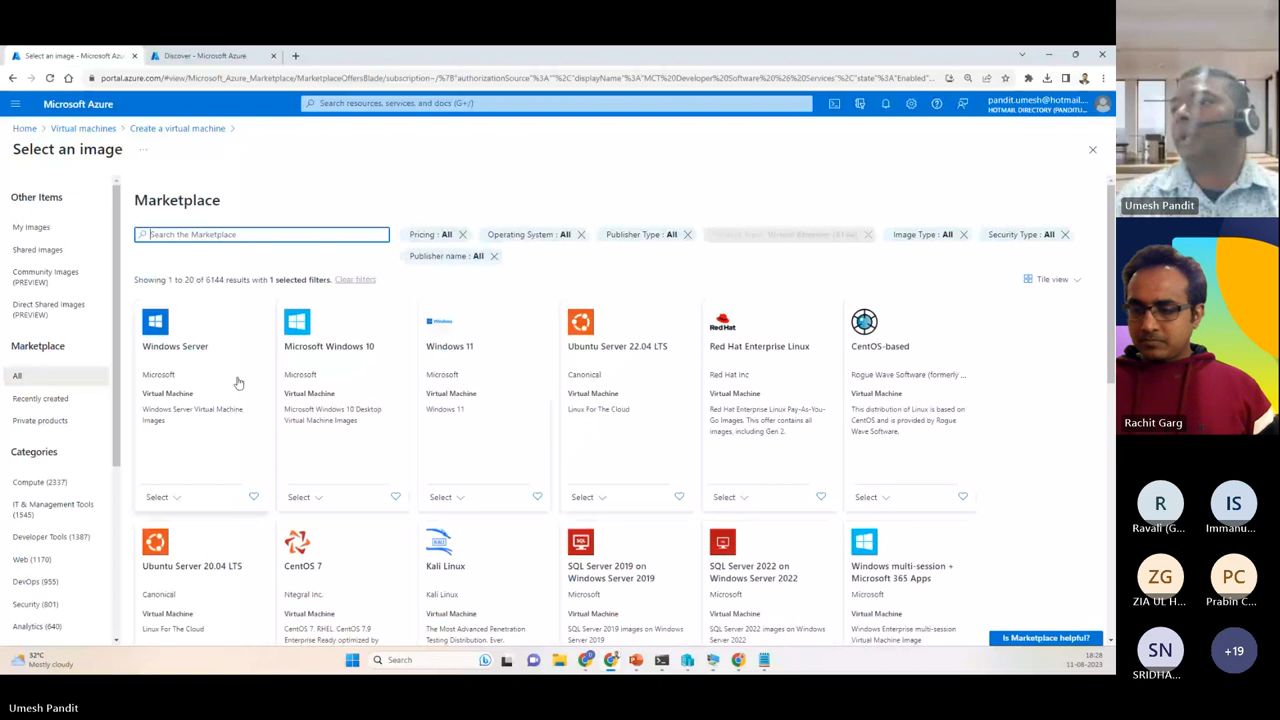 Select an image - Microsoft Azu
Discover - Microsoft Azure
portal.azure.com/#view/Microsoft_Azure_Marketplace/MarketplaceOffersBlade/subscription~/%7B"authorizationSource"%3A""%2C"displayName"%3A"MCT%20Developer%20Software%20%26%20Services"%2C"state"%3A"Enabled"...
Microsoft Azure
Search resources, services, and docs (G+/)
pandit.umesh@hotmail....
HOTMAIL DIRECTORY (PANDITU...
Home > Virtual machines > Create a virtual machine >
Select an image ...
Other Items
My Images
Shared Images
Community Images
(PREVIEW)
Direct Shared Images
(PREVIEW)
Marketplace
All
Recently created
Private products
Categories
Compute (2337)
IT & Management Tools
(1545)
Developer Tools (1387)
Web (1170)
DevOps (955)
Security (801)
Analytics (640)
Marketplace
Search the Marketplace
Pricing : All
Operating System : All
Publisher Type : All
Image Type : All
Security Type : All
Publisher name : All
Showing 1 to 20 of 6144 results with 1 selected filters. Clear filters
Tile view
Windows Server
Microsoft
Virtual Machine
Windows Server Virtual Machine
Images
Select
Microsoft Windows 10
Microsoft
Virtual Machine
Microsoft Windows 10 Desktop
Virtual Machine Images
Select
Windows
Windows 11
Microsoft
Virtual Machine
Windows 11
Select
Ubuntu Server 22.04 LTS
Canonical
Virtual Machine
Linux For The Cloud
Select
Red Hat
Red Hat Enterprise Linux
Red Hat Inc
Virtual Machine
Red Hat Enterprise Linux Pay-As-You-
Go Images. This offer contains all
images, including Gen 2.
Select
CentOS-based
Rogue Wave Software (formerly ...
Virtual Machine
This distribution of Linux is based on
CentOS and is provided by Rogue
Wave Software.
Select
Ubuntu Server 20.04 LTS
Canonical
Virtual Machine
Linux For The Cloud
CentOS 7
Ntegral Inc.
Virtual Machine
CentOS 7. RHEL. CentOS 7.9
Enterprise Ready optimized by
KALI
Kali Linux
Kali Linux
Virtual Machine
The Most Advanced Penetration
Testing Distribution. Ever.
SQL Server 2019 on
Windows Server 2019
Microsoft
Virtual Machine
SQL Server 2019 images on Windows
Server 2019
SQL Server 2022 on
Windows Server 2022
Microsoft
Virtual Machine
SQL Server 2022 images on Windows
Server 2022
Windows multi-session +
Microsoft 365 Apps
Microsoft
Virtual Machine
Windows Enterprise multi-session
Virtual Machine Image
Is Marketplace helpful?
32°C
Mostly cloudy
Search
18:28
11-08-2023
Umesh Pandit
Rachit Garg
R
Ravali (G...
IS
Immanu...
ZG
ZIA UL H...
PC
Prabin C...
SN
SRIDHA...
+19
Umesh Pandit